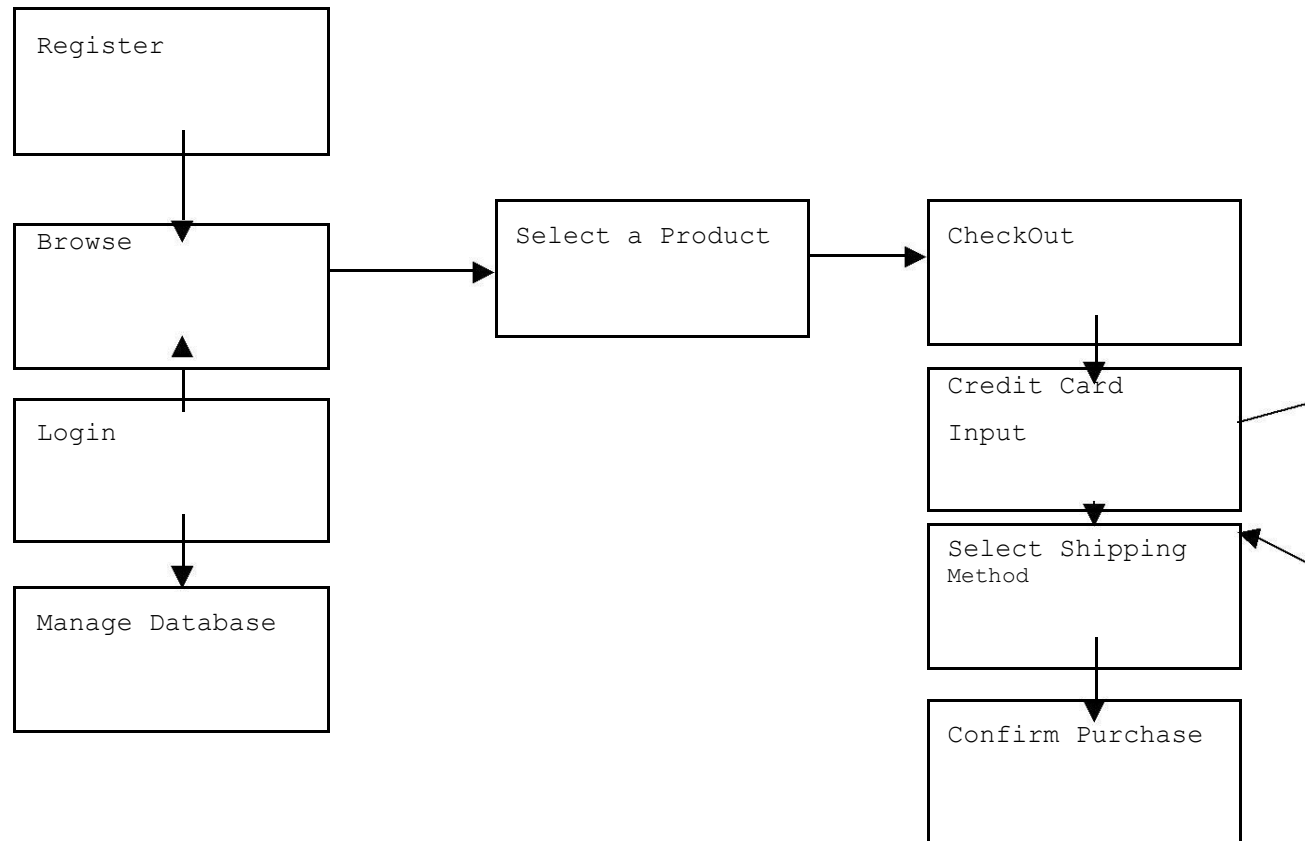 Register
Browse
Select a Product
CheckOut
Credit Card
Input
Login
Select Shipping
Method
Manage Database
Confirm Purchase